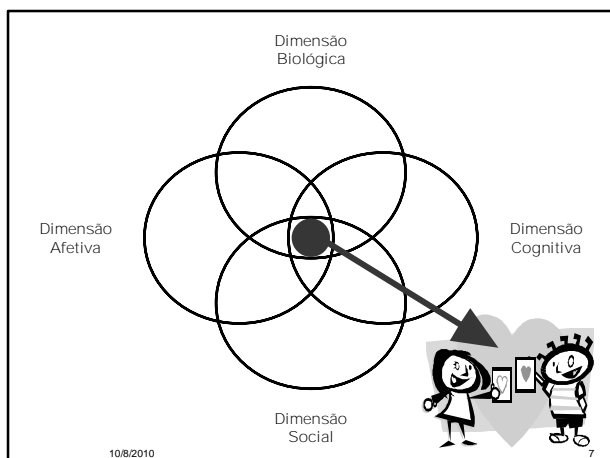 Dimensão
Biológica
Dimensão
Afetiva
Dimensão
Cognitiva
Dimensão
Social
10/8/2010
7